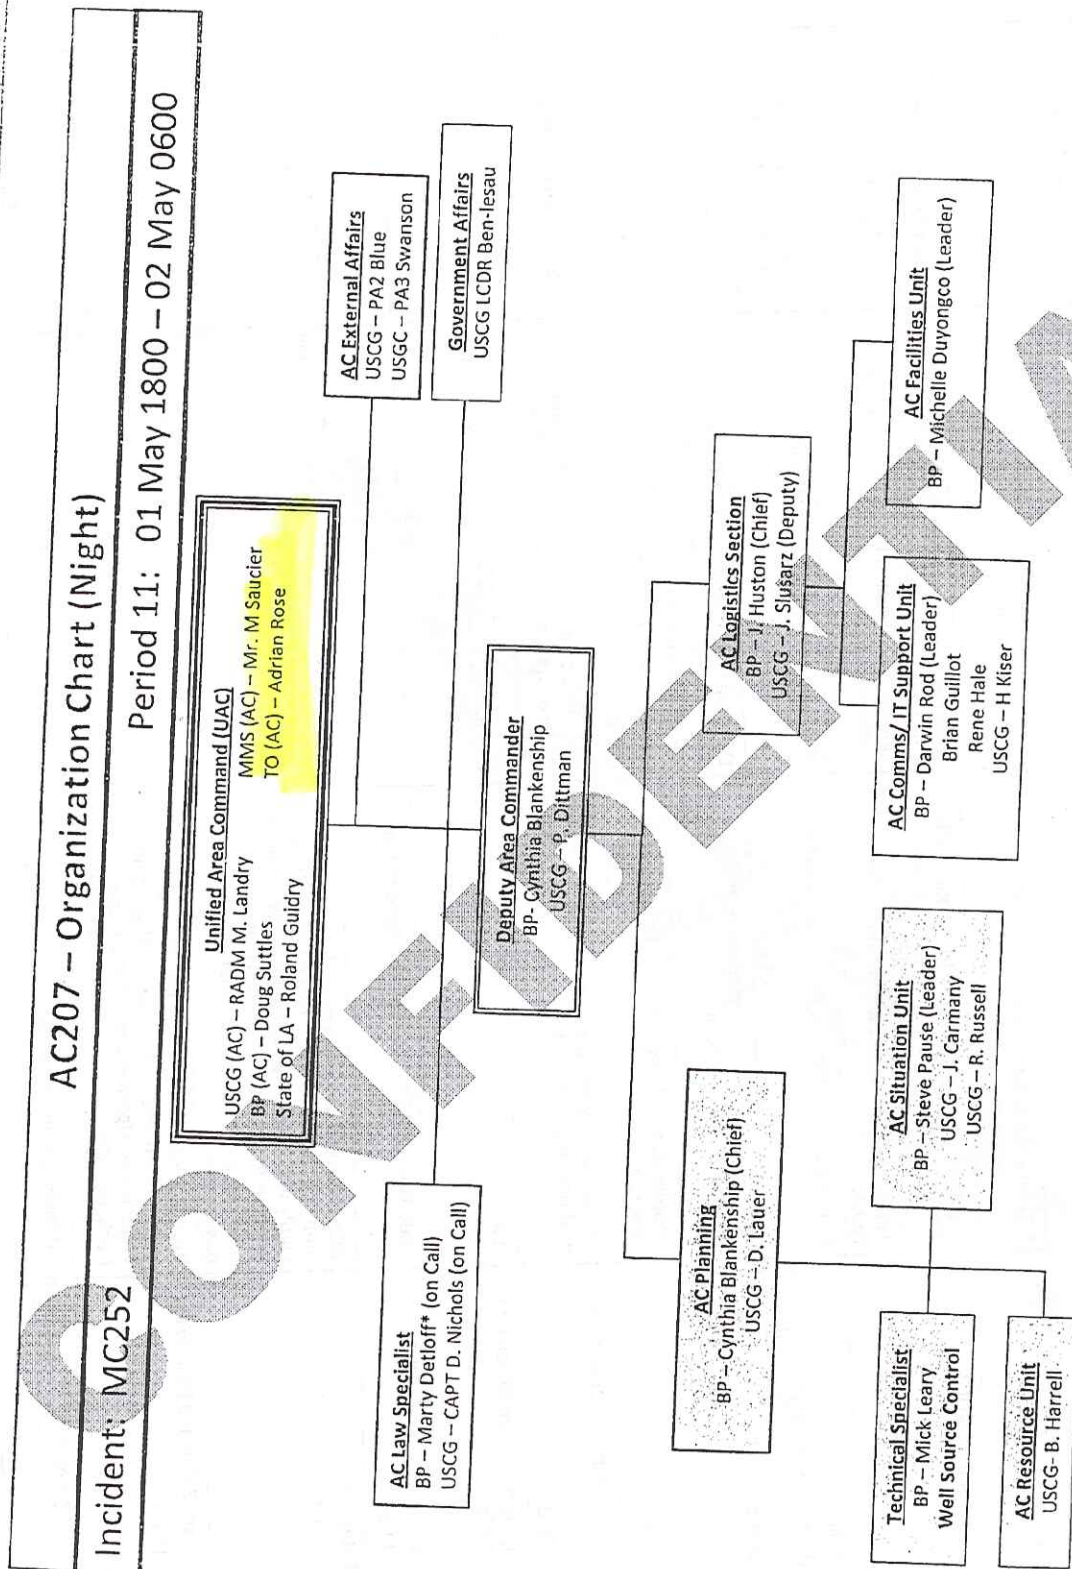 AC207 – Organization Chart (Night)
Incident: MC252
Period 11: 01 May 1800 – 02 May 0600
Unified Area Command (UAC)
USCG (AC) – RADM M. Landry
BP (AC) – Doug Suttles
State of LA – Roland Guidry
MMS (AC) – Mr. M Saucier
TO (AC) – Adrian Rose
AC External Affairs
USCG – PA2 Blue
USGC – PA3 Swanson
Government Affairs
USCG LCDR Ben-Iesau
AC Law Specialist
BP – Marty Detloff* (on Call)
USCG – CAPT D. Nichols (on Call)
Deputy Area Commander
BP- Cynthia Blankenship
USCG – P. Dittman
AC Planning
BP – Cynthia Blankenship (Chief)
USCG – D. Lauer
AC Logistics Section
BP – J. Huston (Chief)
USCG – J. Slusarz (Deputy)
Technical Specialist
BP – Mick Leary
Well Source Control
AC Situation Unit
BP – Steve Pause (Leader)
USCG – J. Carmany
USCG – R. Russell
AC Comms/ IT Support Unit
BP – Darwin Rod (Leader)
Brian Guillot
Rene Hale
USCG – H Kiser
AC Facilities Unit
BP – Michelle Duyongco (Leader)
AC Resource Unit
USCG- B. Harrell
CONFIDENTIA